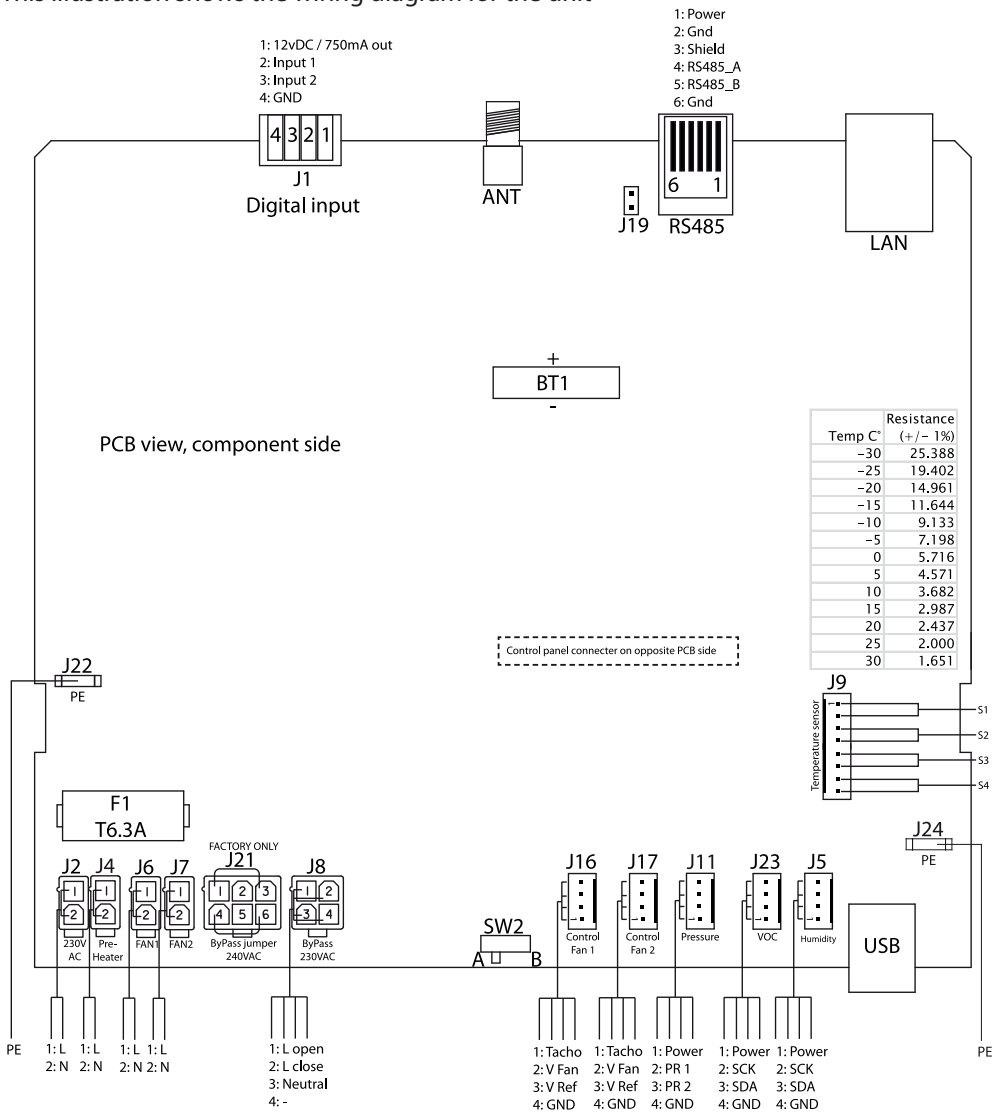 1: Power
2: Gnd
3: Shield
4: RS485_A
5: RS485_B
6: Gnd
1: 12vDC / 750mA out
2: Input 1
3: Input 2
4: GND
4 3 2 1
J1
Digital input
ANT
J19
6 1
RS485
LAN
+
BT1
-
PCB view, component side
Resistance
Temp C° (+/- 1%)
-30 25.388
-25 19.402
-20 14.961
-15 11.644
-10 9.133
-5 7.198
0 5.716
5 4.571
10 3.682
15 2.987
20 2.437
25 2.000
30 1.651
Control panel connecter on opposite PCB side
J22
PE
J9
1
Temperature sensor
S1
S2
S3
S4
F1
T6.3A
J24
PE
FACTORY ONLY
J2 J4 J6 J7 J21 J8
1 1 1 1 1 2 3 1 2
2 2 2 2 4 5 6 3 4
230V AC
Pre-Heater
FAN1
FAN2
ByPass jumper
240VAC
ByPass
230VAC
SW2
A B
J16 J17 J11 J23 J5
1 1 1 1 1
Control
Fan 1
Control
Fan 2
Pressure
VOC
Humidity
USB
PE
1: L
2: N
1: L
2: N
1: L
2: N
1: L
2: N
1: L open
2: L close
3: Neutral
4: -
1: Tacho
2: V Fan
3: V Ref
4: GND
1: Tacho
2: V Fan
3: V Ref
4: GND
1: Power
2: PR 1
3: PR 2
4: GND
1: Power
2: SCK
3: SDA
4: GND
1: Power
2: SCK
3: SDA
4: GND
PE